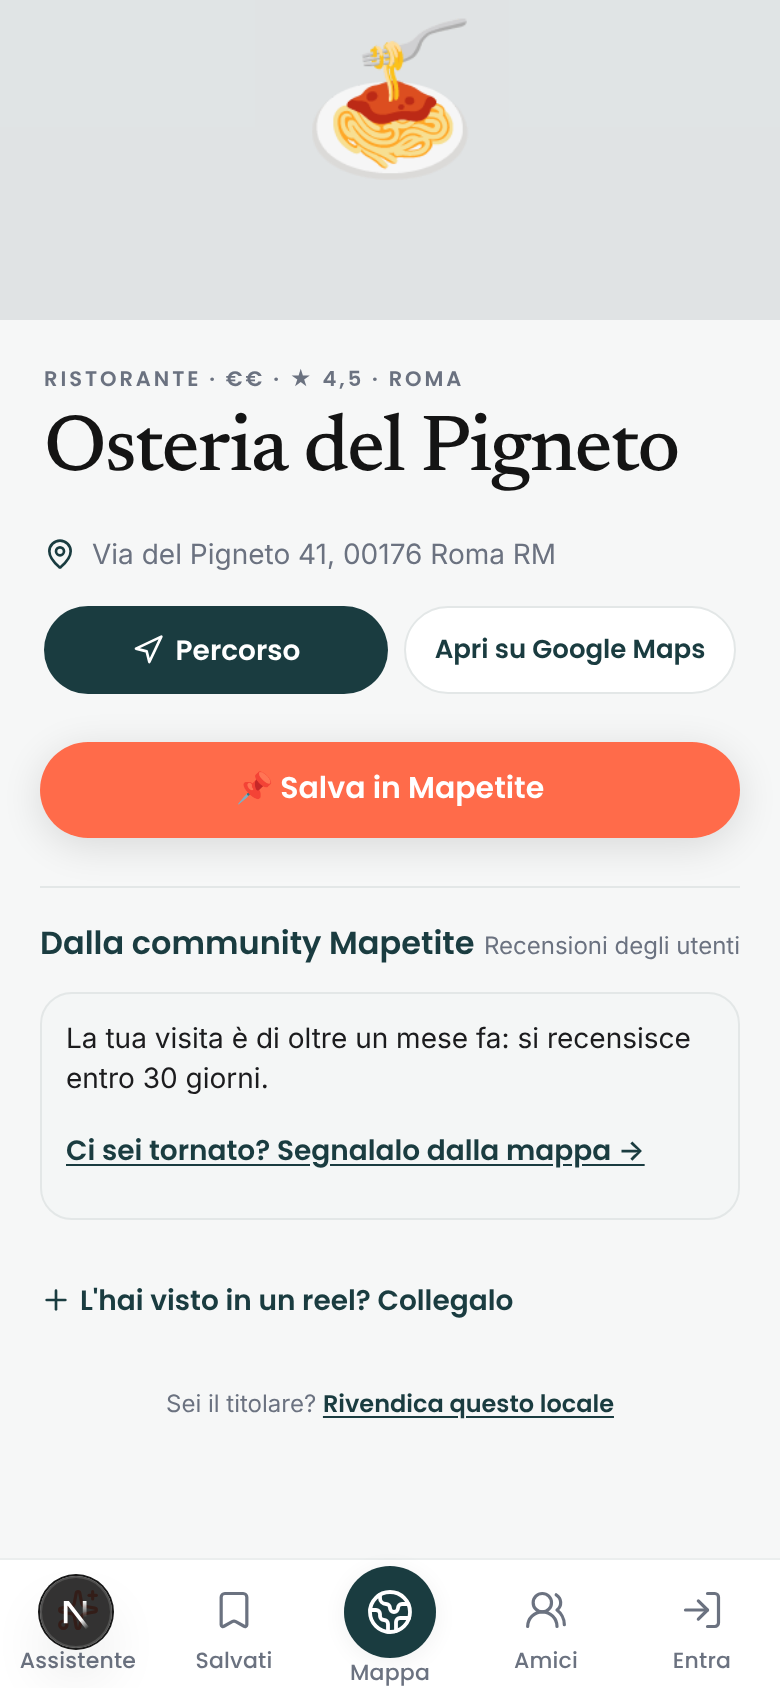 RISTORANTE · €€ · ★ 4,5 · ROMA
Osteria del Pigneto
Via del Pigneto 41, 00176 Roma RM
Percorso
Apri su Google Maps
📌 Salva in Mapetite
Dalla community Mapetite Recensioni degli utenti
La tua visita è di oltre un mese fa: si recensisce
entro 30 giorni.
Ci sei tornato? Segnalalo dalla mappa →
+ L'hai visto in un reel? Collegalo
Sei il titolare? Rivendica questo locale
N
Assistente
Salvati
Mappa
Amici
Entra